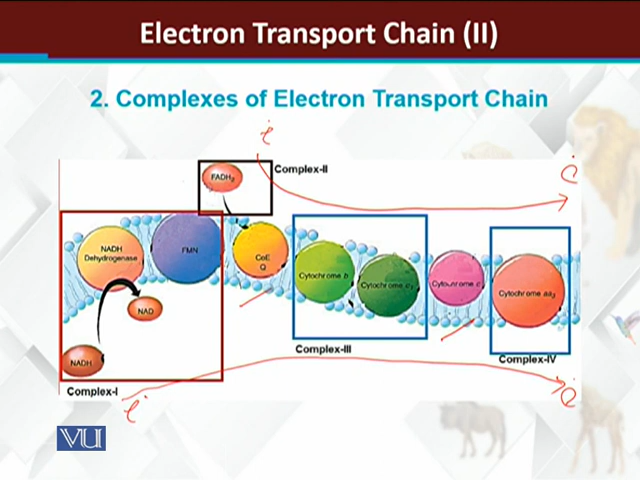 Electron Transport Chain (II)
2. Complexes of Electron Transport Chain
FADH₂
Complex-II
NADH
Dehydrogenase
FMN
CoE
Q
Cytochrome b
Cytochrome c₁
Cytochrome c
Cytochrome aa₃
NAD
NADH
Complex-I
Complex-III
Complex-IV
VU